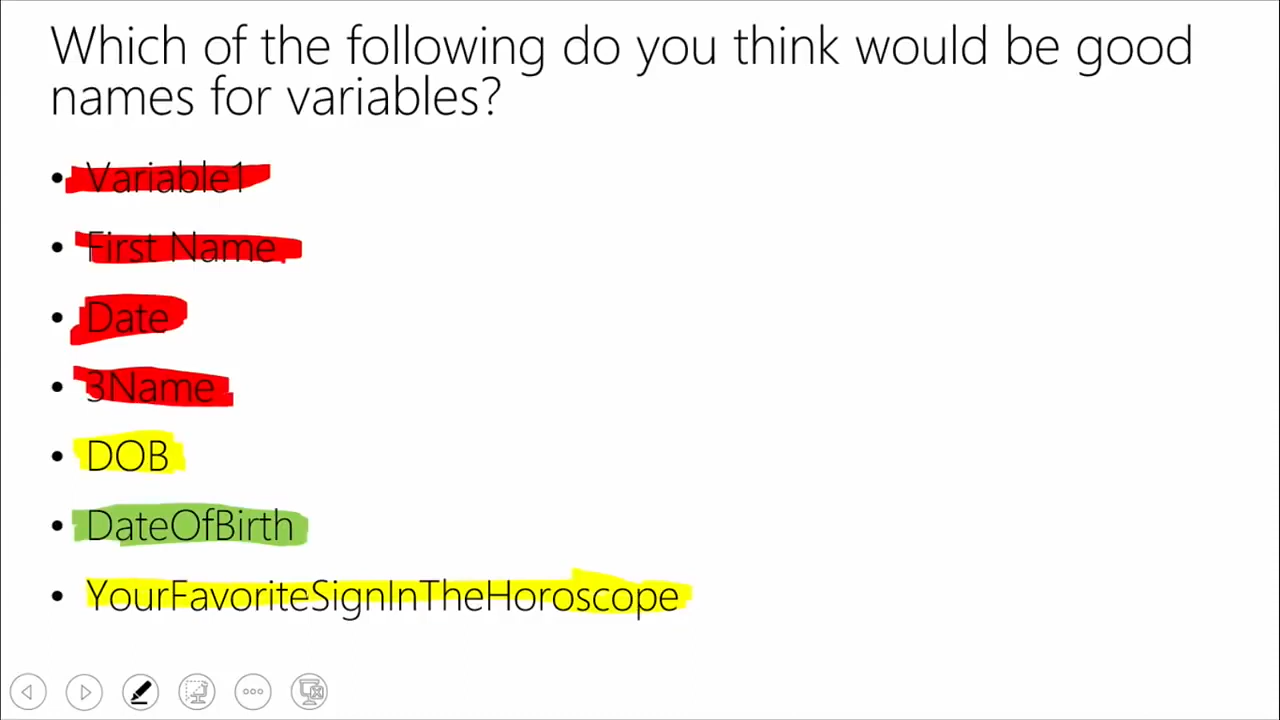 Which of the following do you think would be good
names for variables?
• Variable1
• First Name
• Date
• 3Name
• DOB
• DateOfBirth
• YourFavoriteSignInTheHoroscope